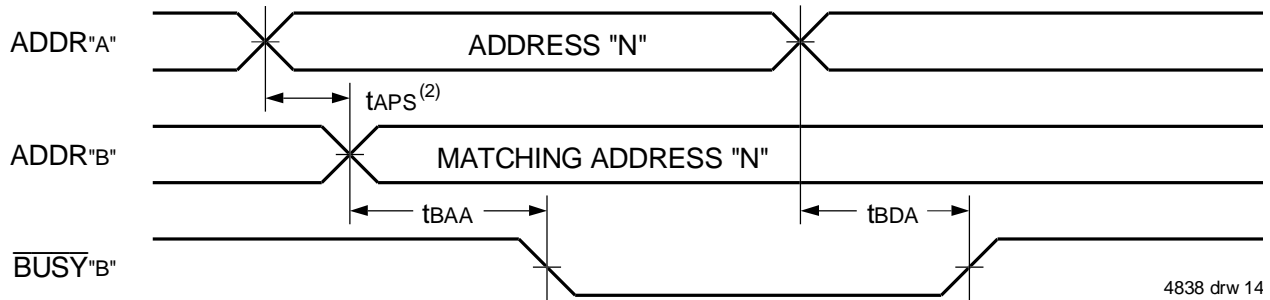 ADDR"A"
ADDRESS "N"
tAPS(2)
ADDR"B"
MATCHING ADDRESS "N"
tBAA
tBDA
BUSY"B"
4838 drw 14